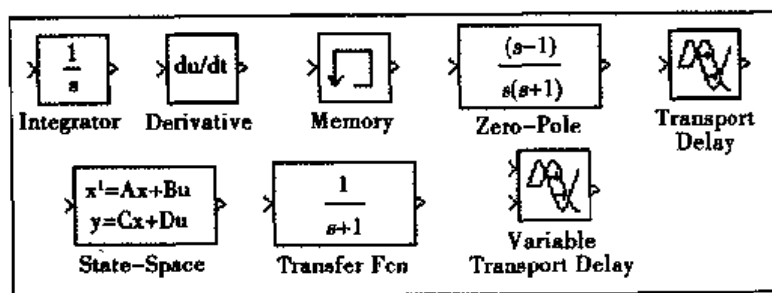 1
s
Integrator
du/dt
Derivative
Memory
(s−1)
s(s+1)
Zero−Pole
Transport
Delay
x¹=Ax+Bu
y=Cx+Du
State−Space
1
s+1
Transfer Fcn
Variable
Transport Delay